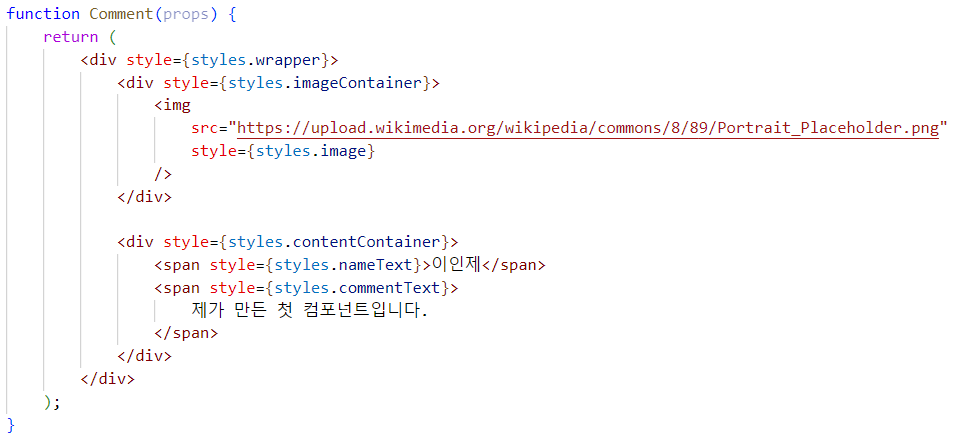 function Comment(props) {
return (
<div style={styles.wrapper}>
<div style={styles.imageContainer}>
<img
src="https://upload.wikimedia.org/wikipedia/commons/8/89/Portrait_Placeholder.png"
style={styles.image}
/>
</div>
<div style={styles.contentContainer}>
<span style={styles.nameText}>이인제</span>
<span style={styles.commentText}>
제가 만든 첫 컴포넌트입니다.
</span>
</div>
</div>
);
}